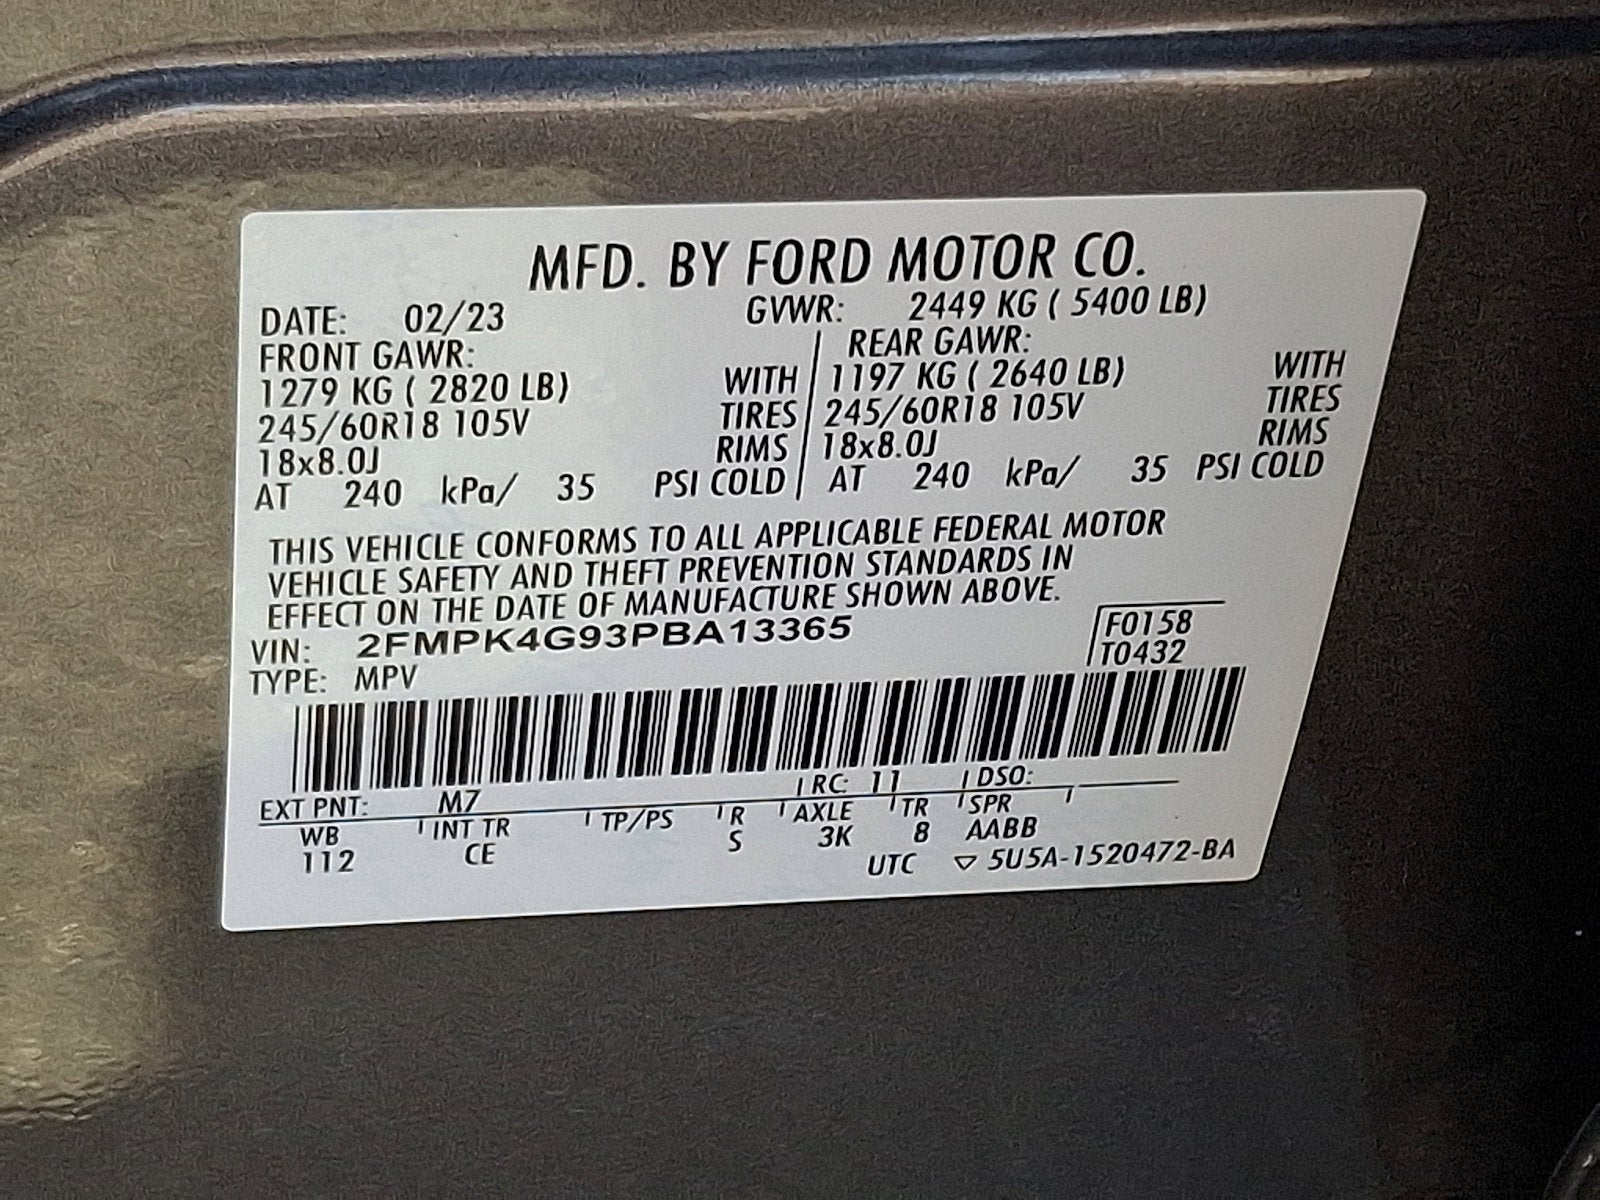 MFD. BY FORD MOTOR CO.
DATE: 02/23 GVWR: 2449 KG ( 5400 LB)
FRONT GAWR: REAR GAWR:
1279 KG ( 2820 LB) WITH 1197 KG ( 2640 LB) WITH
245/60R18 105V TIRES 245/60R18 105V TIRES
18x8.0J RIMS 18x8.0J RIMS
AT 240 kPa/ 35 PSI COLD AT 240 kPa/ 35 PSI COLD
THIS VEHICLE CONFORMS TO ALL APPLICABLE FEDERAL MOTOR
VEHICLE SAFETY AND THEFT PREVENTION STANDARDS IN
EFFECT ON THE DATE OF MANUFACTURE SHOWN ABOVE.
VIN: 2FMPK4G93PBA13365 F0158
TYPE: MPV T0432
EXT PNT: M7 RC: 11 DSO:
WB INT TR TP/PS R AXLE TR SPR
112 CE S 3K 8 AABB
UTC ▽ 5U5A-1520472-BA